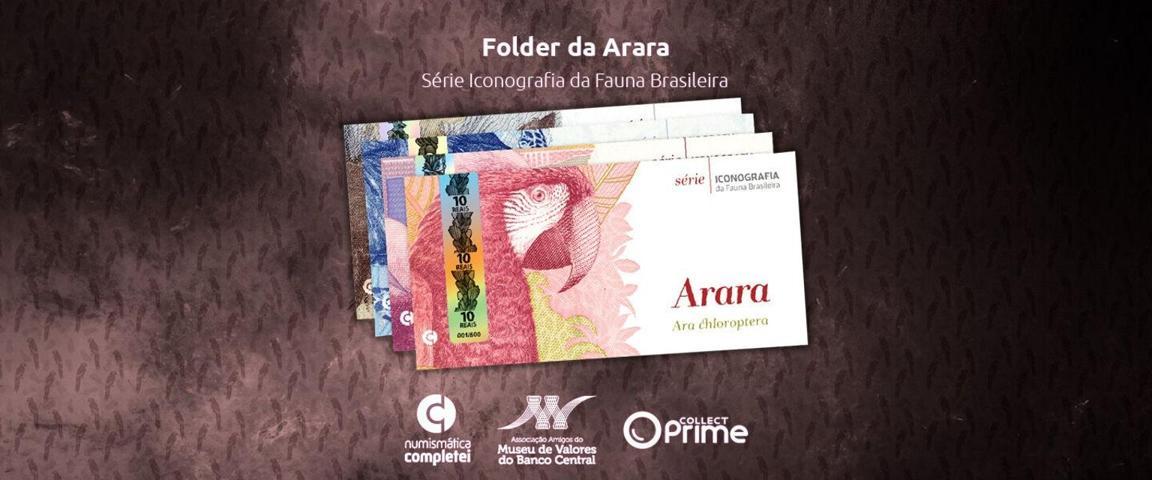 Folder da Arara
Série Iconografia da Fauna Brasileira
série ICONOGRAFIA
da Fauna Brasileira
10
REAIS
10
REAIS
10
REAIS
001/600
Arara
Ara chloroptera
numismática
completei
Associação Amigos do
Museu de Valores
do Banco Central
COLLECT
Prime